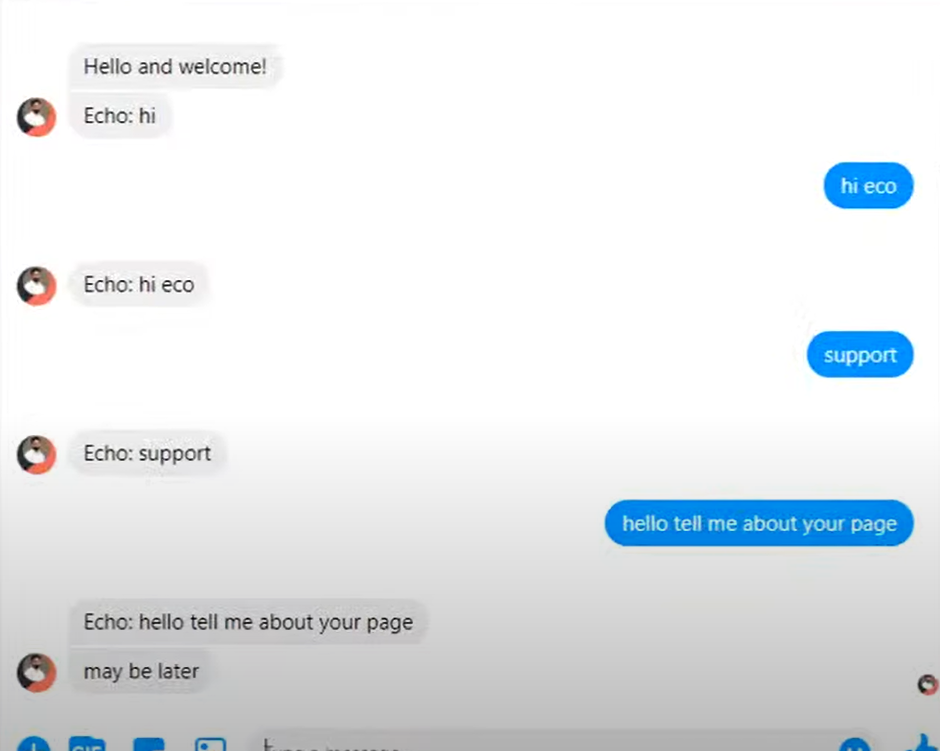 Hello and welcome!
Echo: hi
hi eco
Echo: hi eco
support
Echo: support
hello tell me about your page
Echo: hello tell me about your page
may be later
GIF